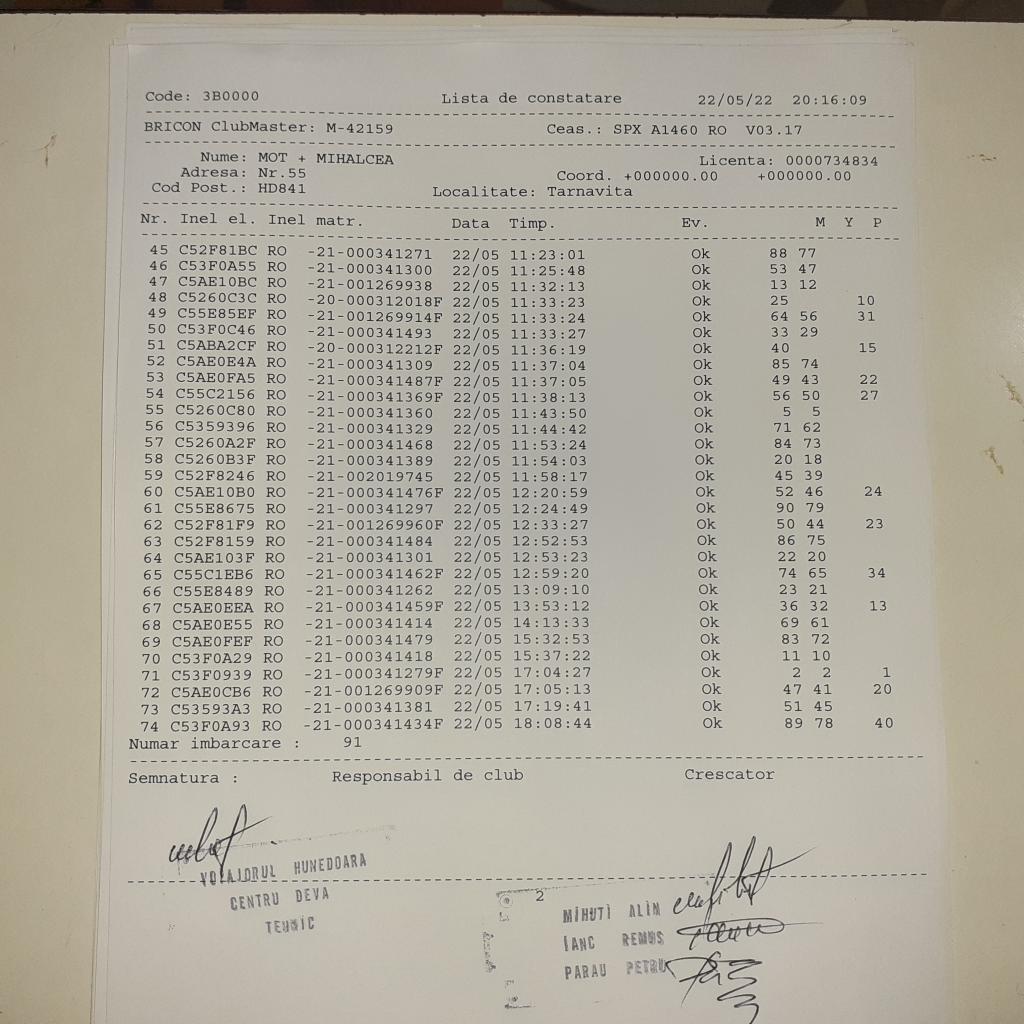 Code: 3B0000 Lista de constatare 22/05/22 20:16:09
BRICON ClubMaster: M-42159 Ceas.: SPX A1460 RO V03.17
Nume: MOT + MIHALCEA Licenta: 0000734834
Adresa: Nr.55 Coord. +000000.00 +000000.00
Cod Post.: HD841 Localitate: Tarnavita
Nr. Inel el. Inel matr. Data Timp. Ev. M Y P
45 C52F81BC RO -21-000341271 22/05 11:23:01 Ok 88 77
46 C53F0A55 RO -21-000341300 22/05 11:25:48 Ok 53 47
47 C5AE10BC RO -21-001269938 22/05 11:32:13 Ok 13 12
48 C5260C3C RO -20-000312018F 22/05 11:33:23 Ok 25 10
49 C55E85EF RO -21-001269914F 22/05 11:33:24 Ok 64 56 31
50 C53F0C46 RO -21-000341493 22/05 11:33:27 Ok 33 29
51 C5ABA2CF RO -20-000312212F 22/05 11:36:19 Ok 40 15
52 C5AE0E4A RO -21-000341309 22/05 11:37:04 Ok 85 74
53 C5AE0FA5 RO -21-000341487F 22/05 11:37:05 Ok 49 43 22
54 C55C2156 RO -21-000341369F 22/05 11:38:13 Ok 56 50 27
55 C5260C80 RO -21-000341360 22/05 11:43:50 Ok 5 5
56 C5359396 RO -21-000341329 22/05 11:44:42 Ok 71 62
57 C5260A2F RO -21-000341468 22/05 11:53:24 Ok 84 73
58 C5260B3F RO -21-000341389 22/05 11:54:03 Ok 20 18
59 C52F8246 RO -21-002019745 22/05 11:58:17 Ok 45 39
60 C5AE10B0 RO -21-000341476F 22/05 12:20:59 Ok 52 46 24
61 C55E8675 RO -21-000341297 22/05 12:24:49 Ok 90 79
62 C52F81F9 RO -21-001269960F 22/05 12:33:27 Ok 50 44 23
63 C52F8159 RO -21-000341484 22/05 12:52:53 Ok 86 75
64 C5AE103F RO -21-000341301 22/05 12:53:23 Ok 22 20
65 C55C1EB6 RO -21-000341462F 22/05 12:59:20 Ok 74 65 34
66 C55E8489 RO -21-000341262 22/05 13:09:10 Ok 23 21
67 C5AE0EEA RO -21-000341459F 22/05 13:53:12 Ok 36 32 13
68 C5AE0E55 RO -21-000341414 22/05 14:13:33 Ok 69 61
69 C5AE0FEF RO -21-000341479 22/05 15:32:53 Ok 83 72
70 C53F0A29 RO -21-000341418 22/05 15:37:22 Ok 11 10
71 C53F0939 RO -21-000341279F 22/05 17:04:27 Ok 2 2 1
72 C5AE0CB6 RO -21-001269909F 22/05 17:05:13 Ok 47 41 20
73 C53593A3 RO -21-000341381 22/05 17:19:41 Ok 51 45
74 C53F0A93 RO -21-000341434F 22/05 18:08:44 Ok 89 78 40
Numar imbarcare : 91
Semnatura : Responsabil de club Crescator
VOIAJORUL HUNEDOARA
CENTRU DEVA
TEHNIC
2
MIHUTI ALIN
IANC REMUS
PARAU PETRU